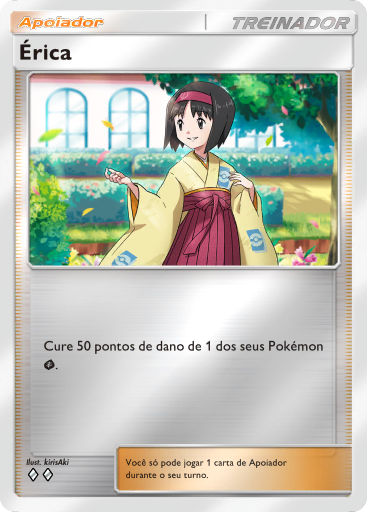 Apoiador
TREINADOR
Érica
Cure 50 pontos de dano de 1 dos seus Pokémon
.
Ilust. kirisAki
Você só pode jogar 1 carta de Apoiador
durante o seu turno.